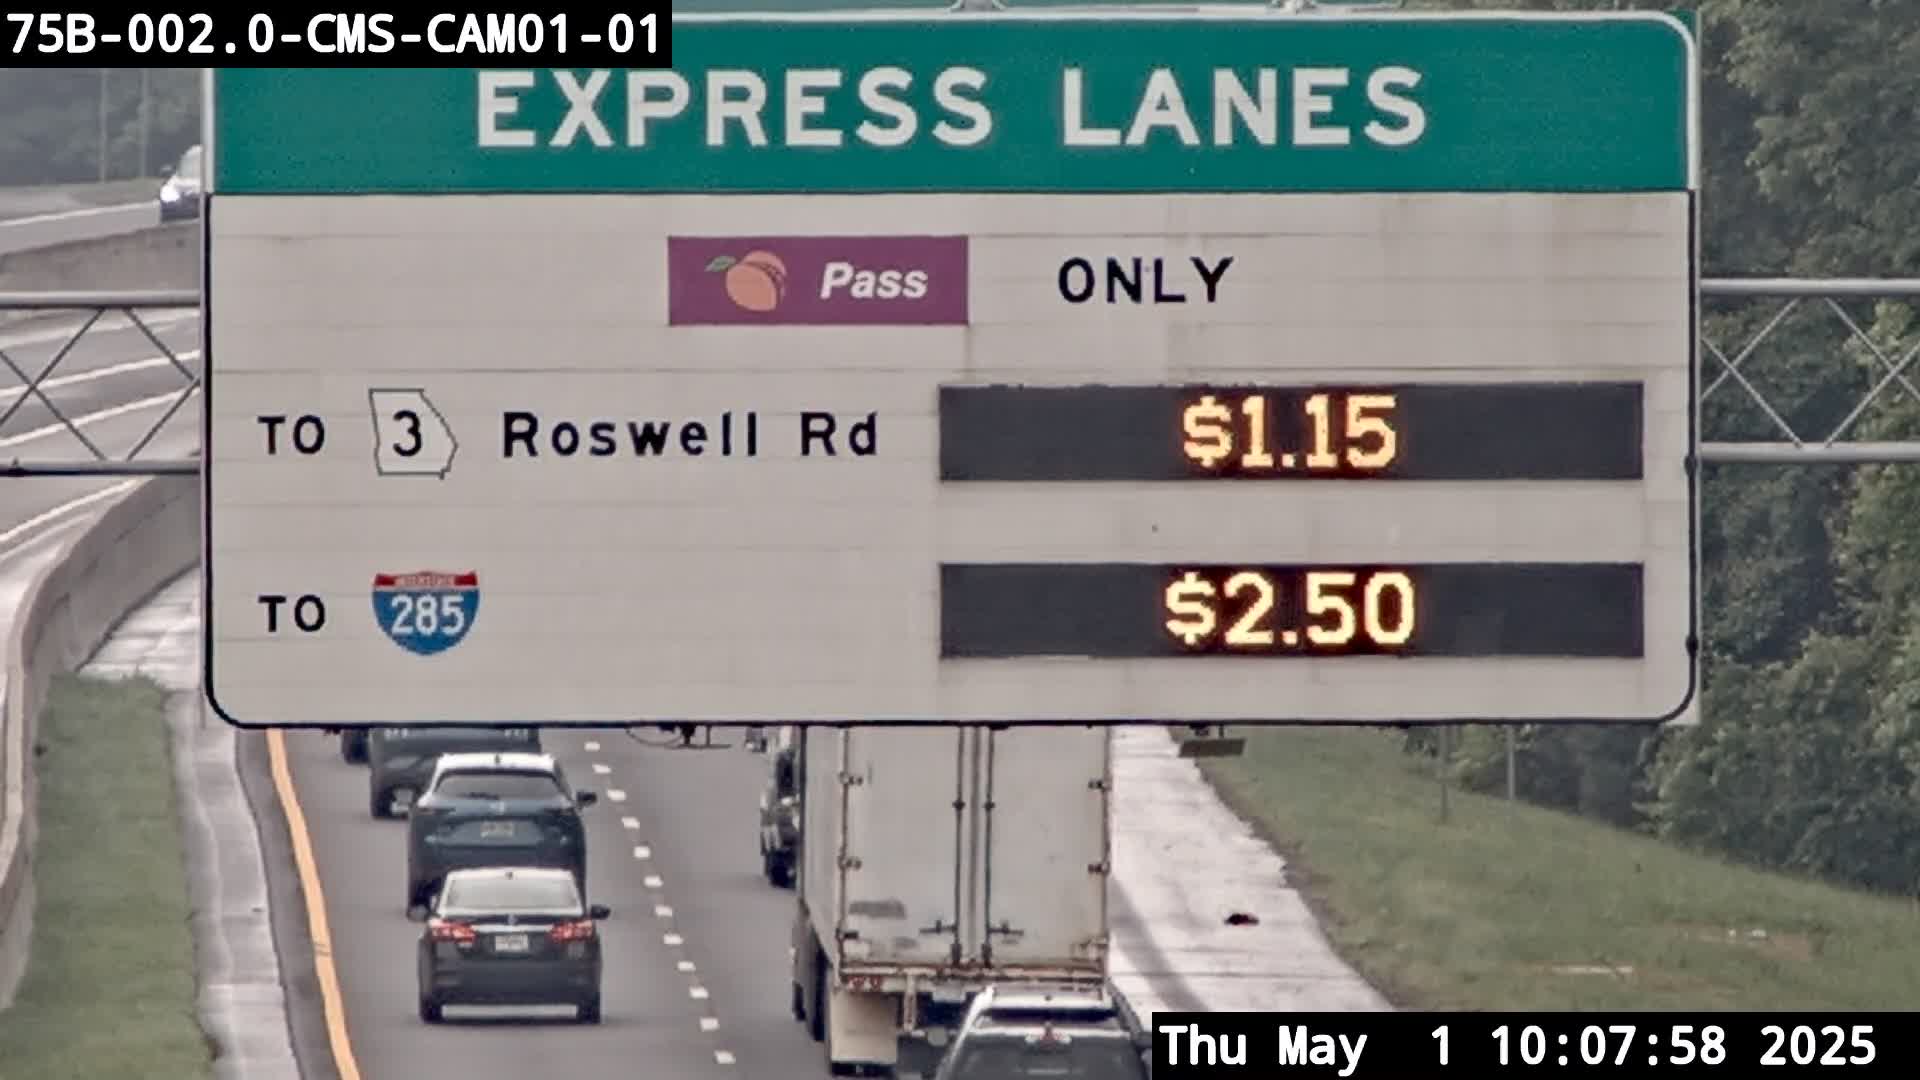 75B-002.0-CMS-CAM01-01
EXPRESS LANES
Pass ONLY
TO 3 Roswell Rd $1.15
INTERSTATE
TO 285 $2.50
Thu May 1 10:07:58 2025